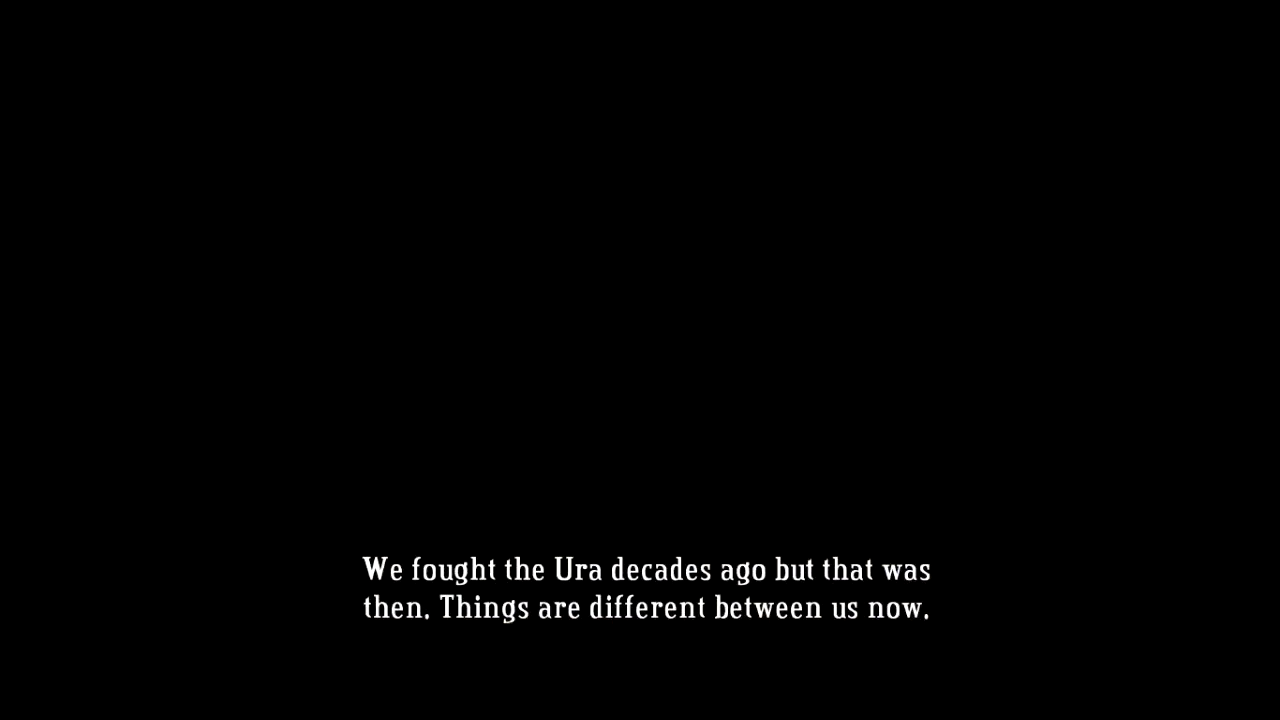 We fought the Ura decades ago but that was
then. Things are different between us now.